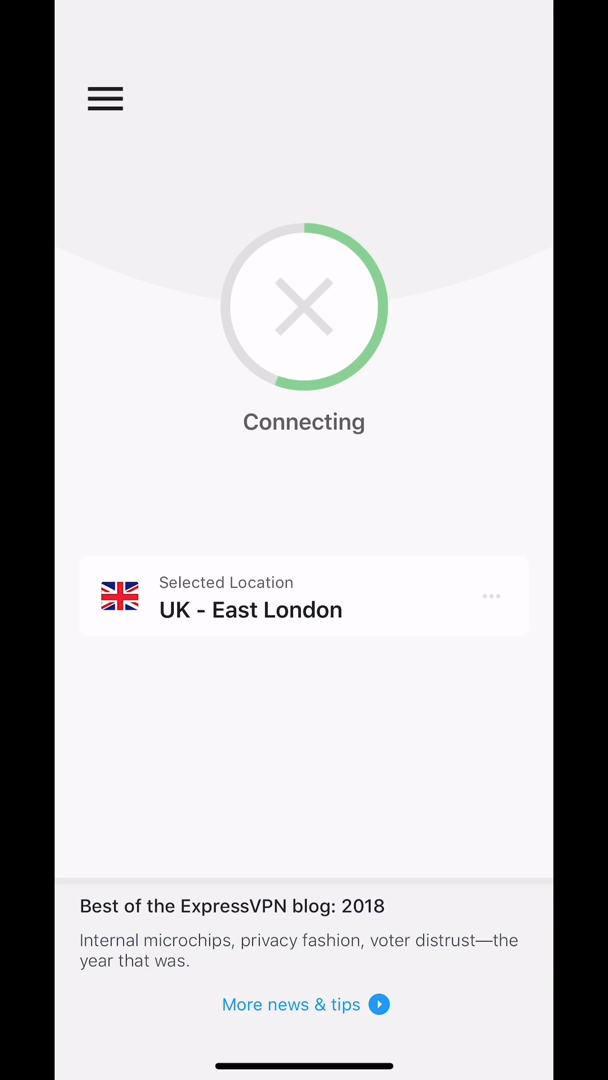 Connecting
Selected Location
UK - East London
Best of the ExpressVPN blog: 2018
Internal microchips, privacy fashion, voter distrust—the
year that was.
More news & tips